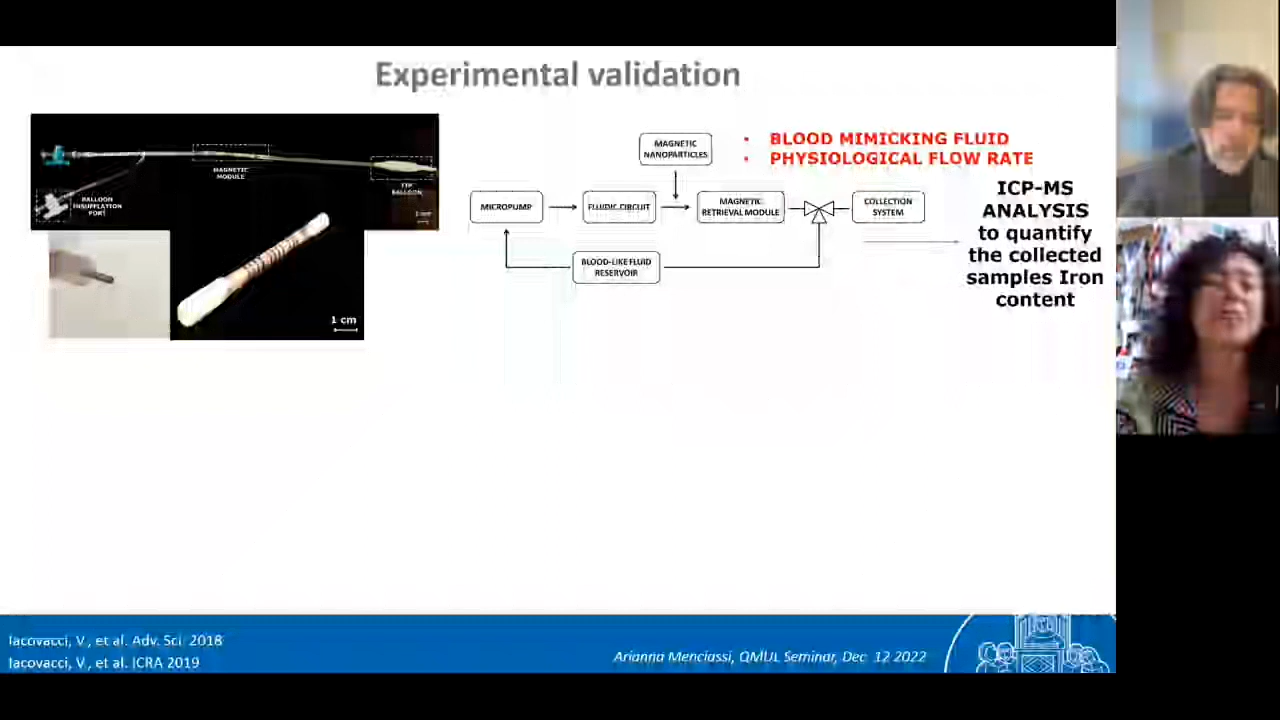 Experimental validation
MAGNETIC
MODULE
TIP
BALLOON
BALLOON
INSUFFLATION
PORT
1 cm
MAGNETIC
NANOPARTICLES
• BLOOD MIMICKING FLUID
• PHYSIOLOGICAL FLOW RATE
MICROPUMP
FLUIDIC CIRCUIT
MAGNETIC
RETRIEVAL MODULE
COLLECTION
SYSTEM
BLOOD-LIKE FLUID
RESERVOIR
ICP-MS
ANALYSIS
to quantify
the collected
samples Iron
content
Iacovacci, V., et al. Adv. Sci. 2018
Iacovacci, V., et al. ICRA 2019
Arianna Menciassi, QMUL Seminar, Dec 12 2022